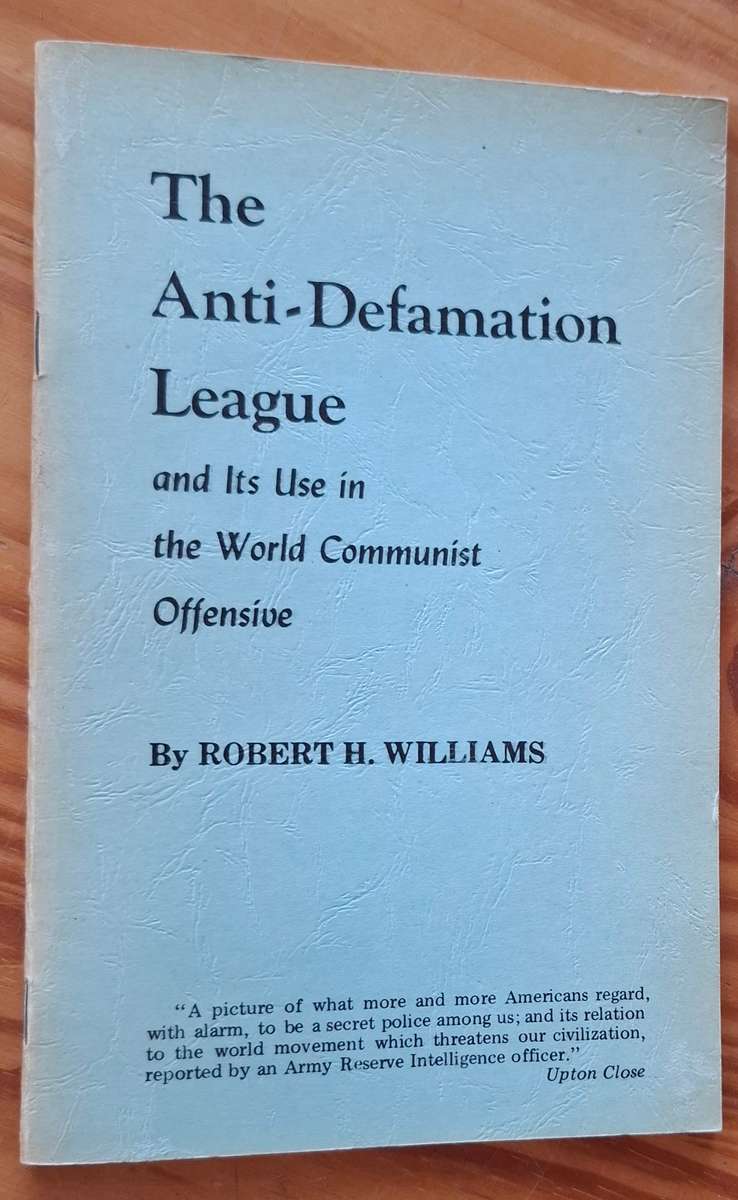 The
Anti-Defamation
League
and Its Use in
the World Communist
Offensive
By ROBERT H. WILLIAMS
"A picture of what more and more Americans regard,
with alarm, to be a secret police among us; and its relation
to the world movement which threatens our civilization,
reported by an Army Reserve Intelligence officer."
Upton Close